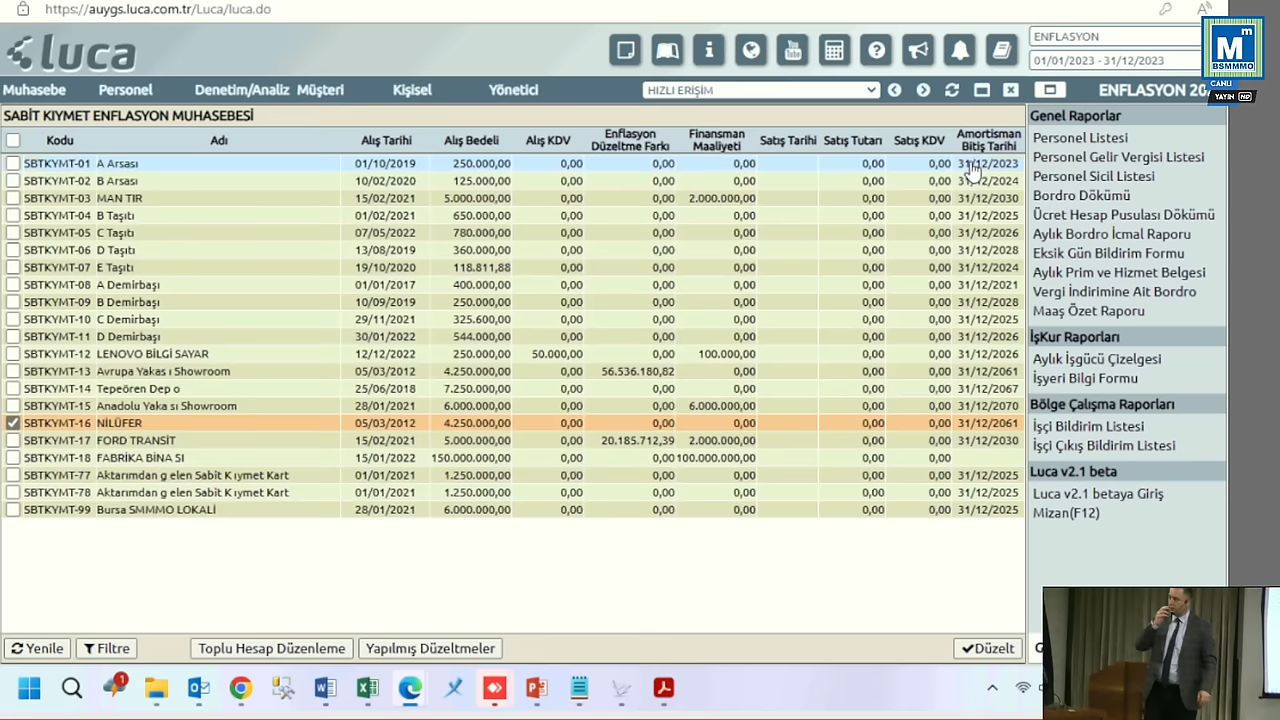 https://auygs.luca.com.tr/Luca/luca.do
luca
ENFLASYON
01/01/2023 - 31/12/2023
Mm
BSMMMO
CANLI
YAYIN HD
Muhasebe Personel Denetim/Analiz Müşteri Kişisel Yönetici HIZLI ERİŞİM ENFLASYON 20
SABİT KIYMET ENFLASYON MUHASEBESİ
Kodu Adı Alış Tarihi Alış Bedeli Alış KDV Enflasyon Düzeltme Farkı Finansman Maaliyeti Satış Tarihi Satış Tutarı Satış KDV Amortisman Bitiş Tarihi
SBTKYMT-01 A Arsası 01/10/2019 250.000,00 0,00 0,00 0,00 0,00 0,00 31/12/2023
SBTKYMT-02 B Arsası 10/02/2020 125.000,00 0,00 0,00 0,00 0,00 0,00 31/12/2024
SBTKYMT-03 MAN TIR 15/02/2021 5.000.000,00 0,00 0,00 2.000.000,00 0,00 0,00 31/12/2030
SBTKYMT-04 B Taşıtı 01/02/2021 650.000,00 0,00 0,00 0,00 0,00 0,00 31/12/2025
SBTKYMT-05 C Taşıtı 07/05/2022 780.000,00 0,00 0,00 0,00 0,00 0,00 31/12/2026
SBTKYMT-06 D Taşıtı 13/08/2019 360.000,00 0,00 0,00 0,00 0,00 0,00 31/12/2028
SBTKYMT-07 E Taşıtı 19/10/2020 118.811,88 0,00 0,00 0,00 0,00 0,00 31/12/2024
SBTKYMT-08 A Demirbaşı 01/01/2017 400.000,00 0,00 0,00 0,00 0,00 0,00 31/12/2021
SBTKYMT-09 B Demirbaşı 10/09/2019 250.000,00 0,00 0,00 0,00 0,00 0,00 31/12/2028
SBTKYMT-10 C Demirbaşı 29/11/2021 325.600,00 0,00 0,00 0,00 0,00 0,00 31/12/2025
SBTKYMT-11 D Demirbaşı 30/01/2022 544.000,00 0,00 0,00 0,00 0,00 0,00 31/12/2026
SBTKYMT-12 LENOVO BİLGİ SAYAR 12/12/2022 250.000,00 50.000,00 0,00 100.000,00 0,00 0,00 31/12/2026
SBTKYMT-13 Avrupa Yakas ı Showroom 05/03/2012 4.250.000,00 0,00 56.536.180,82 0,00 0,00 0,00 31/12/2061
SBTKYMT-14 Tepeören Dep o 25/06/2018 7.250.000,00 0,00 0,00 0,00 0,00 0,00 31/12/2067
SBTKYMT-15 Anadolu Yaka sı Showroom 28/01/2021 6.000.000,00 0,00 0,00 6.000.000,00 0,00 0,00 31/12/2070
SBTKYMT-16 NİLÜFER 05/03/2012 4.250.000,00 0,00 0,00 0,00 0,00 0,00 31/12/2061
SBTKYMT-17 FORD TRANSİT 15/02/2021 5.000.000,00 0,00 20.185.712,39 2.000.000,00 0,00 0,00 31/12/2030
SBTKYMT-18 FABRİKA BİNA SI 15/01/2022 150.000.000,00 0,00 0,00 100.000.000,00 0,00 0,00
SBTKYMT-77 Aktarımdan g elen Sabit K ıymet Kart 01/01/2021 1.250.000,00 0,00 0,00 0,00 0,00 0,00 31/12/2025
SBTKYMT-78 Aktarımdan g elen Sabit K ıymet Kart 01/01/2021 1.250.000,00 0,00 0,00 0,00 0,00 0,00 31/12/2025
SBTKYMT-99 Bursa SMMMO LOKALİ 28/01/2021 6.000.000,00 0,00 0,00 0,00 0,00 0,00 31/12/2025
Genel Raporlar
Personel Listesi
Personel Gelir Vergisi Listesi
Personel Sicil Listesi
Bordro Dökümü
Ücret Hesap Pusulası Dökümü
Aylık Bordro İcmal Raporu
Eksik Gün Bildirim Formu
Aylık Prim ve Hizmet Belgesi
Vergi İndirimine Ait Bordro
Maaş Özet Raporu
İşKur Raporları
Aylık İşgücü Çizelgesi
İşyeri Bilgi Formu
Bölge Çalışma Raporları
İşçi Bildirim Listesi
İşçi Çıkış Bildirim Listesi
Luca v2.1 beta
Luca v2.1 betaya Giriş
Mizan(F12)
Yenile Filtre Toplu Hesap Düzenleme Yapılmış Düzeltmeler Düzelt